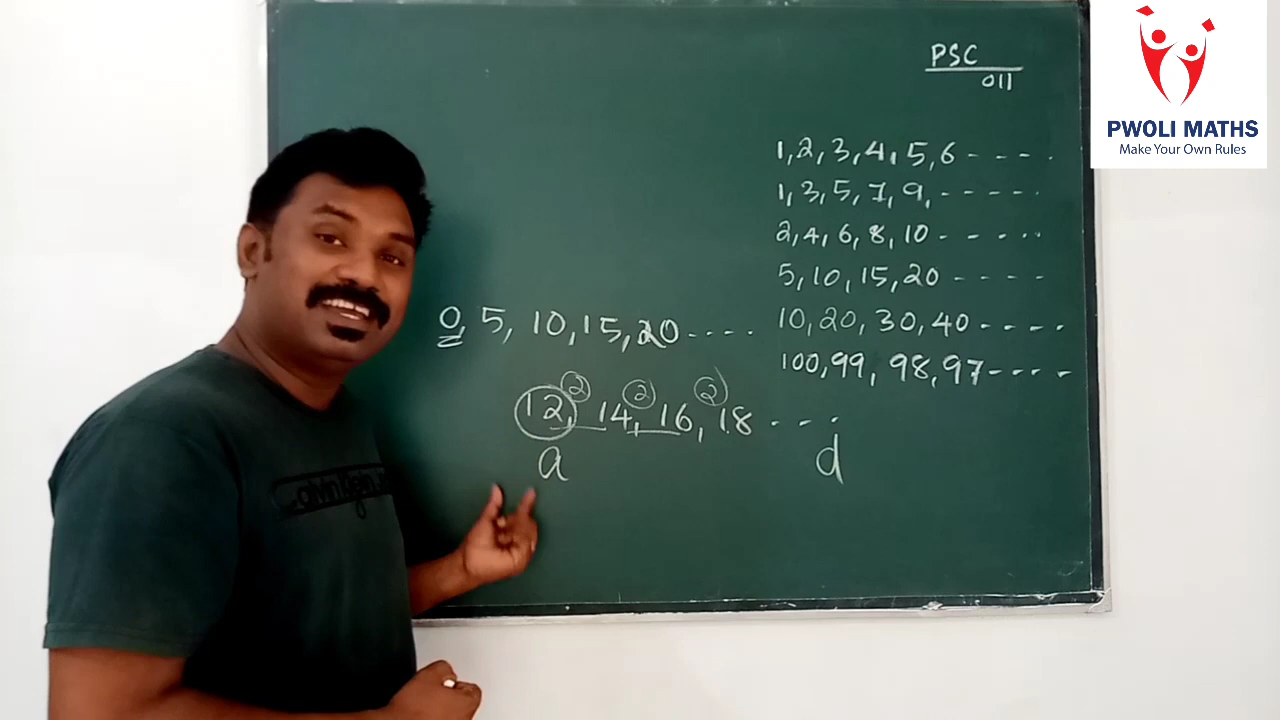 PSC
011
PWOLI MATHS
Make Your Own Rules
1, 2, 3, 4, 5, 6 - - - -
1, 3, 5, 7, 9, - - - - -
2, 4, 6, 8, 10 - - - - -
5, 10, 15, 20 - - - -
10, 20, 30, 40 - - - -
100, 99, 98, 97 - - - -
0, 5, 10, 15, 20 ....
2 2 2
12, 14, 16, 18 - - -
a d